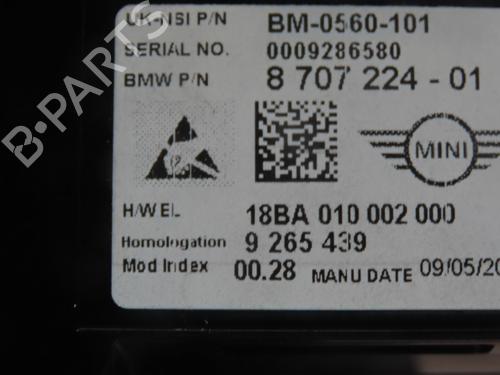 UK-NSI P/N BM-0560-101
SERIAL NO. 0009286580
BMW P/N 8 707 224 - 01
MINI
H/W EL 18BA 010 002 000
Homologation 9 265 439
Mod Index 00.28 MANU DATE 09/05/20
B-PARTS